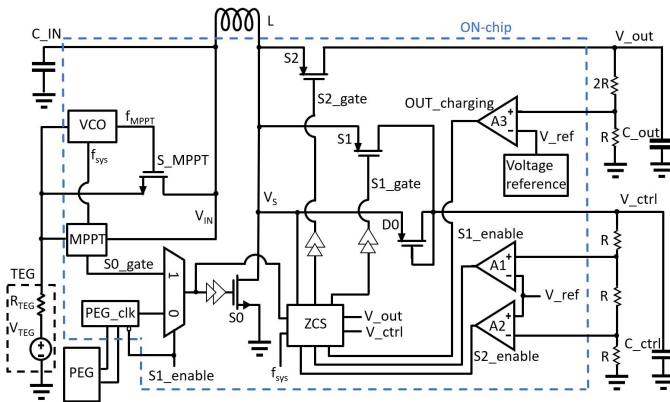 C_IN
L
ON-chip
V_out
S2
2R
VCO
f_MPPT
S2_gate
OUT_charging
A3
+
−
R
C_out
f_sys
S_MPPT
S1
V_ref
Voltage
reference
S1_gate
V_IN
V_S
V_ctrl
MPPT
D0
S1_enable
R
TEG
S0_gate
1
A1
+
−
R_TEG
PEG_clk
0
S0
ZCS
V_out
V_ref
R
V_TEG
V_ctrl
A2
+
−
C_ctrl
PEG
S1_enable
f_sys
S2_enable
R